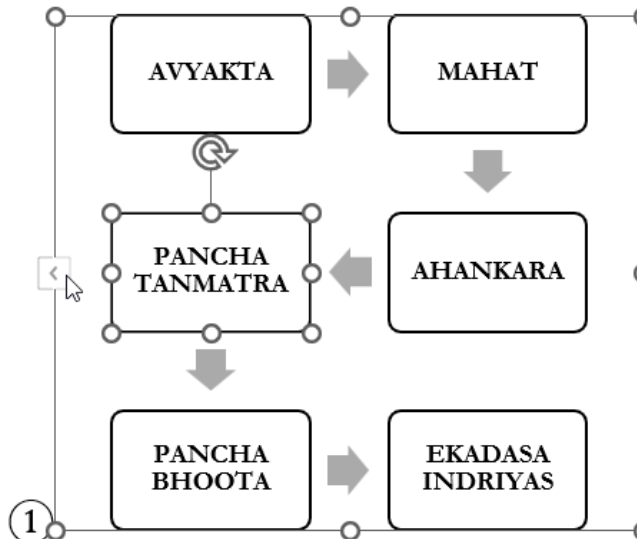 AVYAKTA
MAHAT
PANCHA
TANMATRA
AHANKARA
PANCHA
BHOOTA
EKADASA
INDRIYAS
1